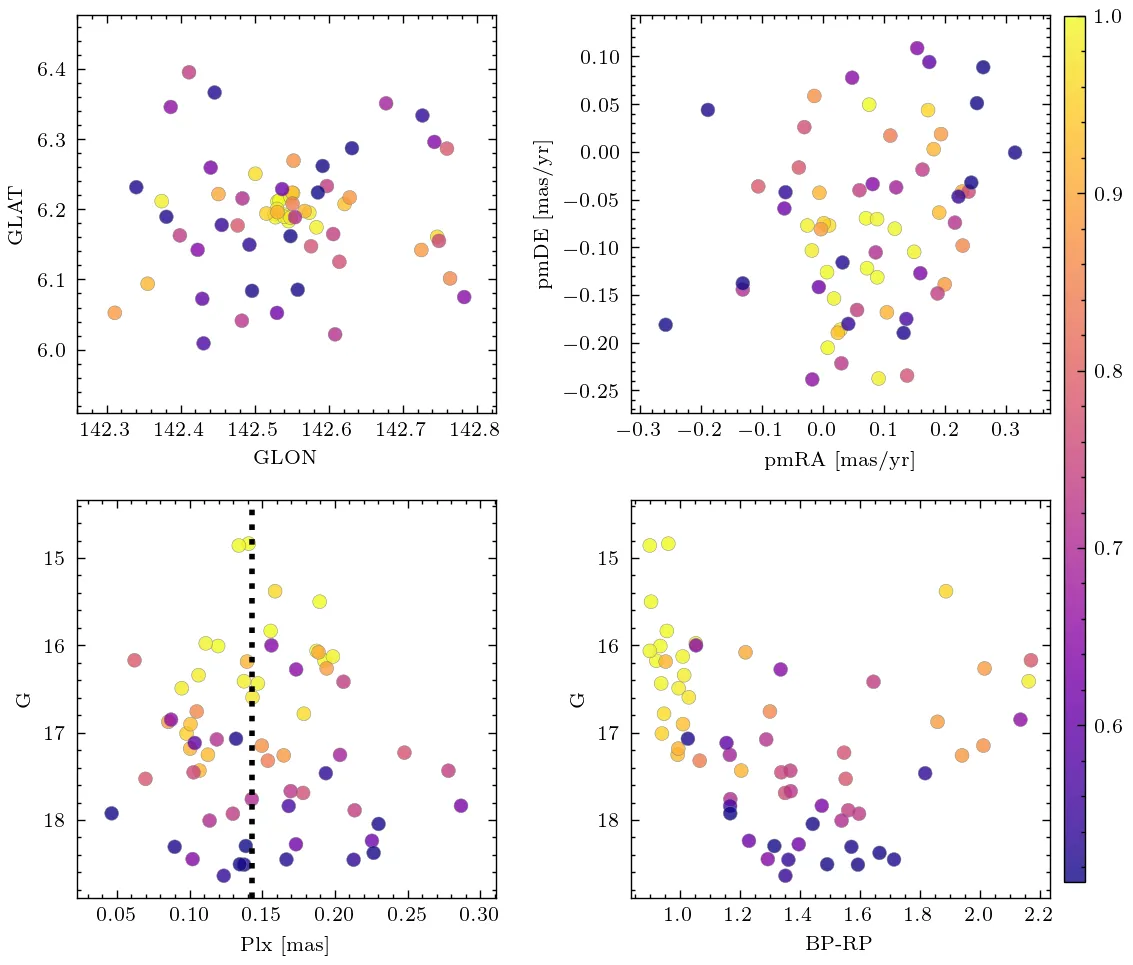 6.4
6.3
6.2
6.1
6.0
GLAT
142.3 142.4 142.5 142.6 142.7 142.8
GLON
0.10
0.05
0.00
−0.05
−0.10
−0.15
−0.20
−0.25
pmDE [mas/yr]
−0.3 −0.2 −0.1 0.0 0.1 0.2 0.3
pmRA [mas/yr]
1.0
0.9
0.8
0.7
0.6
15
16
17
18
G
0.05 0.10 0.15 0.20 0.25 0.30
Plx [mas]
15
16
17
18
G
1.0 1.2 1.4 1.6 1.8 2.0 2.2
BP-RP